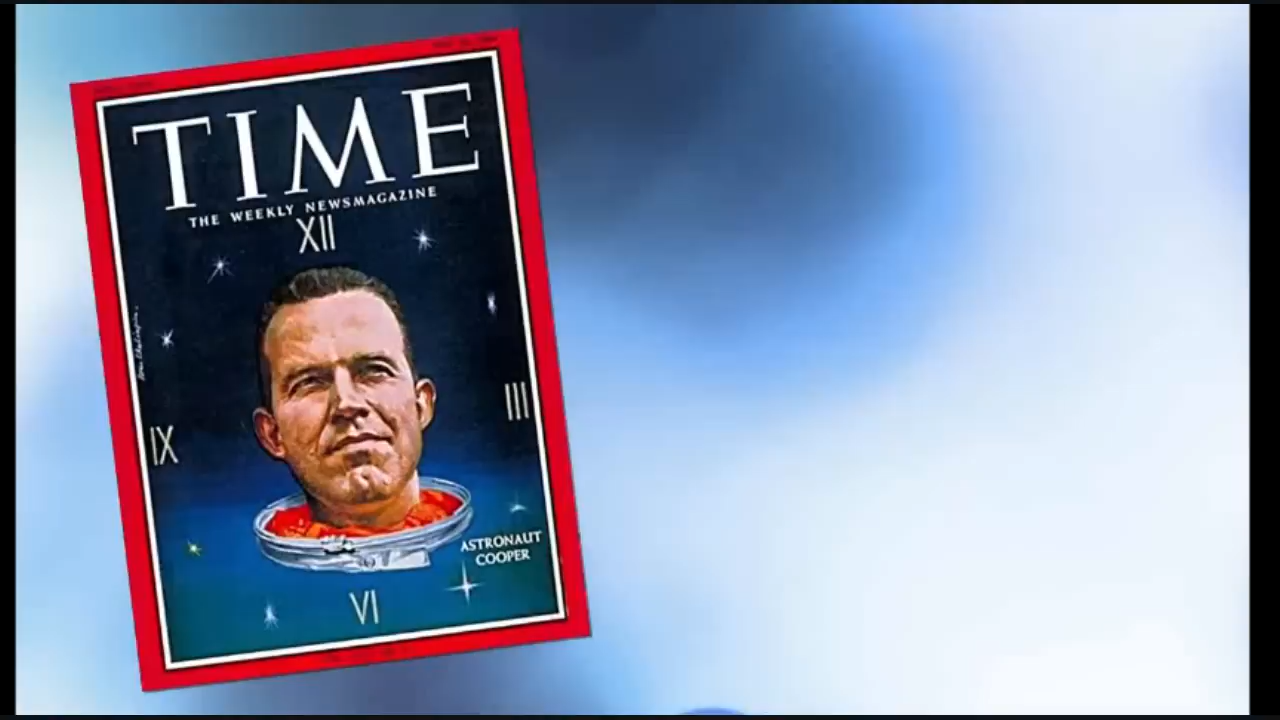 TIME
THE WEEKLY NEWSMAGAZINE
XII
III
IX
ASTRONAUT
COOPER
VI